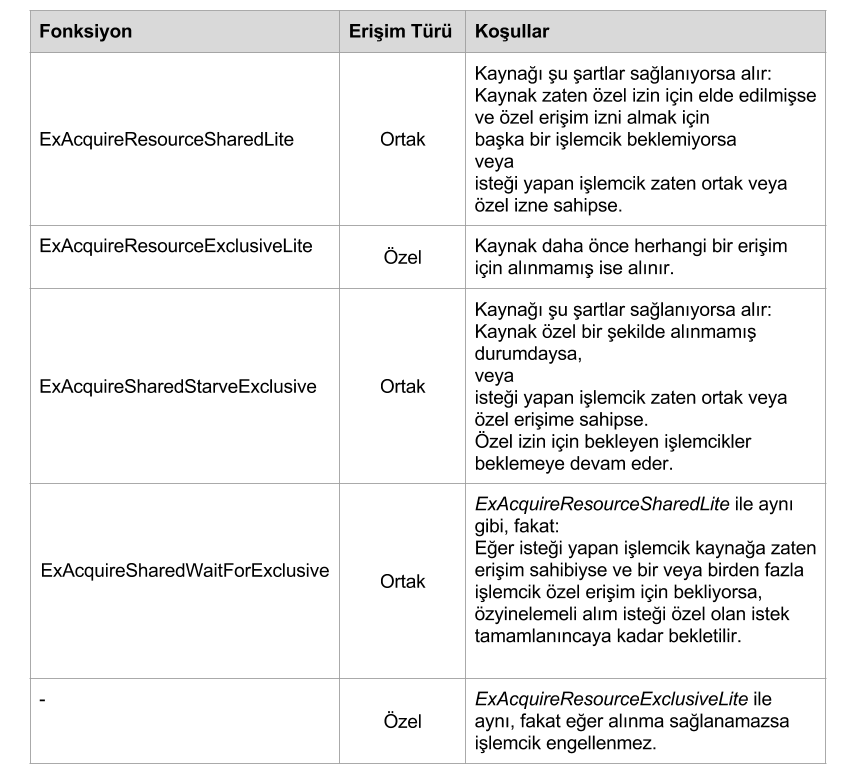 Fonksiyon Erişim Türü Koşullar
Kaynağı şu şartlar sağlanıyorsa alır:
Kaynak zaten özel izin için elde edilmişse
ve özel erişim izni almak için
ExAcquireResourceSharedLite Ortak başka bir işlemcik beklemiyorsa
veya
isteği yapan işlemcik zaten ortak veya
özel izne sahipse.
ExAcquireResourceExclusiveLite Özel Kaynak daha önce herhangi bir erişim
için alınmamış ise alınır.
Kaynağı şu şartlar sağlanıyorsa alır:
Kaynak özel bir şekilde alınmamış
durumdaysa,
veya
ExAcquireSharedStarveExclusive Ortak isteği yapan işlemcik zaten ortak veya
özel erişime sahipse.
Özel izin için bekleyen işlemcikler
beklemeye devam eder.
ExAcquireResourceSharedLite ile aynı
gibi, fakat:
Eğer isteği yapan işlemcik kaynağa zaten
ExAcquireSharedWaitForExclusive Ortak erişim sahibiyse ve bir veya birden fazla
işlemcik özel erişim için bekliyorsa,
özyinelemeli alım isteği özel olan istek
tamamlanıncaya kadar bekletilir.
- Özel ExAcquireResourceExclusiveLite ile
aynı, fakat eğer alınma sağlanamazsa
işlemcik engellenmez.